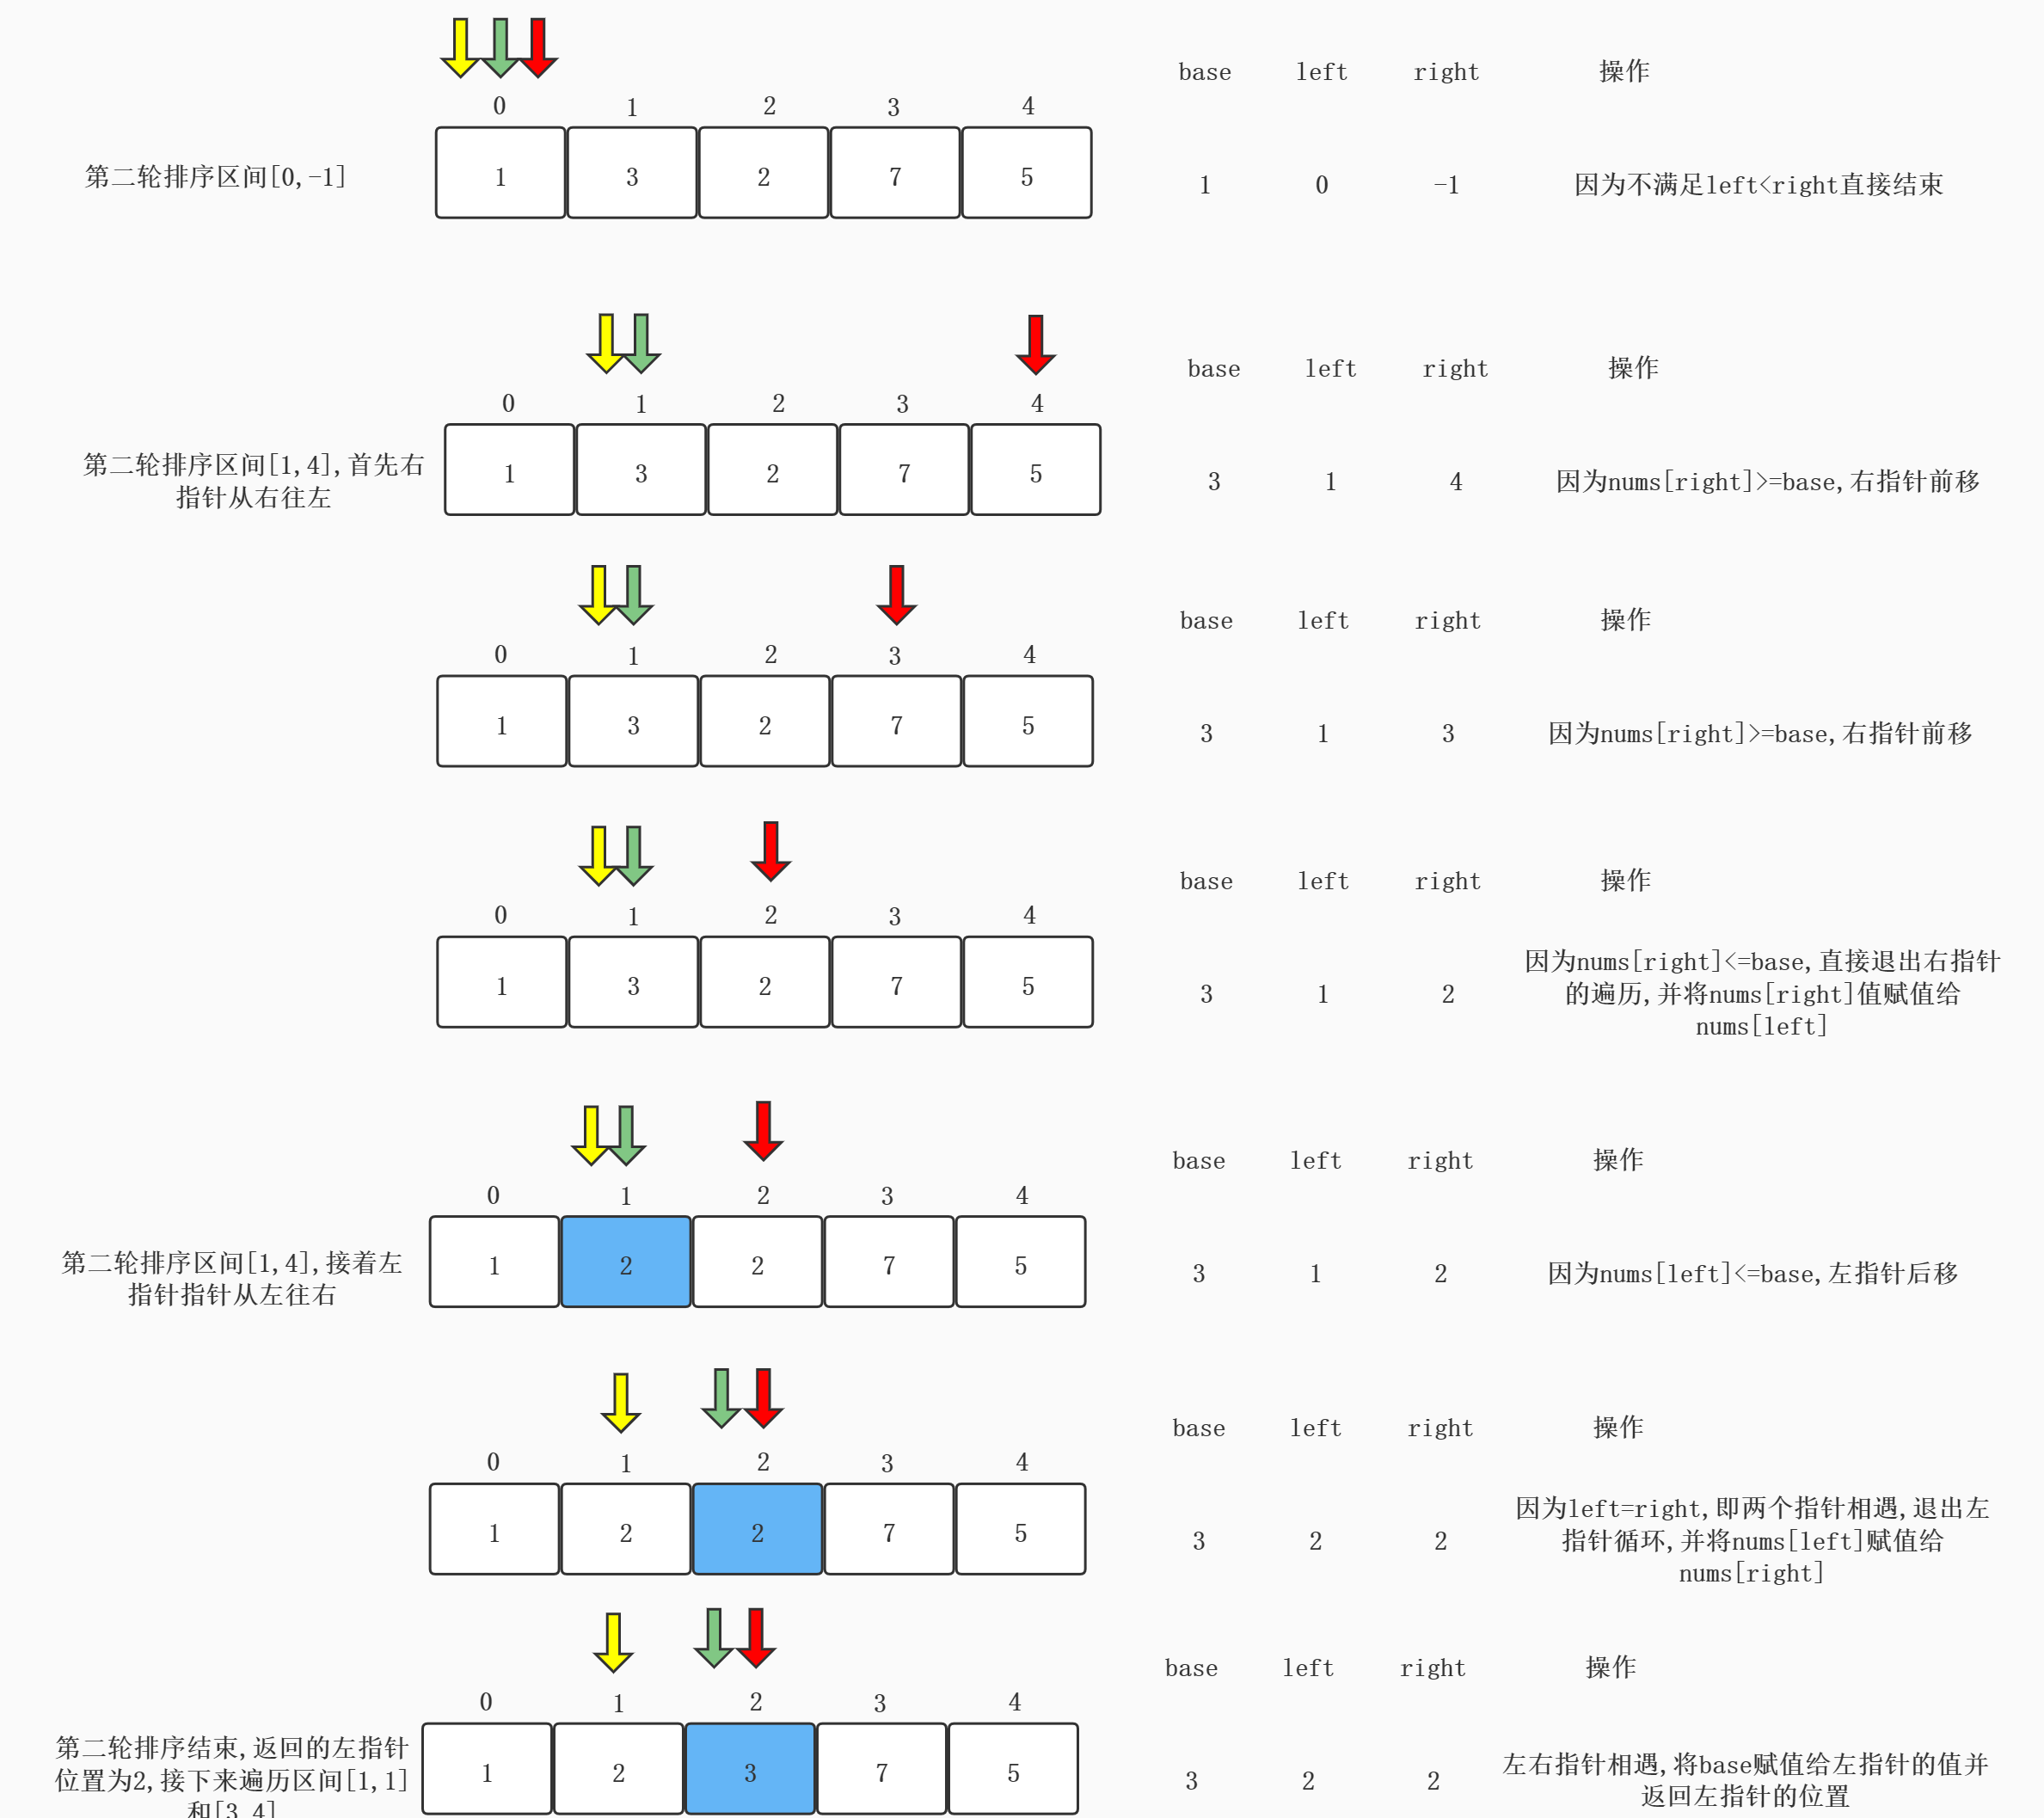 base left right 操作
0 1 2 3 4
第二轮排序区间[0,-1] 1 3 2 7 5 1 0 -1 因为不满足left<right直接结束
base left right 操作
0 1 2 3 4
第二轮排序区间[1,4],首先右
指针从右往左
1 3 2 7 5 3 1 4 因为nums[right]>=base,右指针前移
base left right 操作
0 1 2 3 4
1 3 2 7 5 3 1 3 因为nums[right]>=base,右指针前移
base left right 操作
0 1 2 3 4
1 3 2 7 5 3 1 2
因为nums[right]<=base,直接退出右指针
的遍历,并将nums[right]值赋值给
nums[left]
base left right 操作
0 1 2 3 4
第二轮排序区间[1,4],接着左
指针指针从左往右
1 2 2 7 5 3 1 2 因为nums[left]<=base,左指针后移
base left right 操作
0 1 2 3 4
1 2 2 7 5 3 2 2
因为left=right,即两个指针相遇,退出左
指针循环,并将nums[left]赋值给
nums[right]
base left right 操作
0 1 2 3 4
第二轮排序结束,返回的左指针
位置为2,接下来遍历区间[1,1]
和[3,4]
1 2 3 7 5 3 2 2
左右指针相遇,将base赋值给左指针的值并
返回左指针的位置